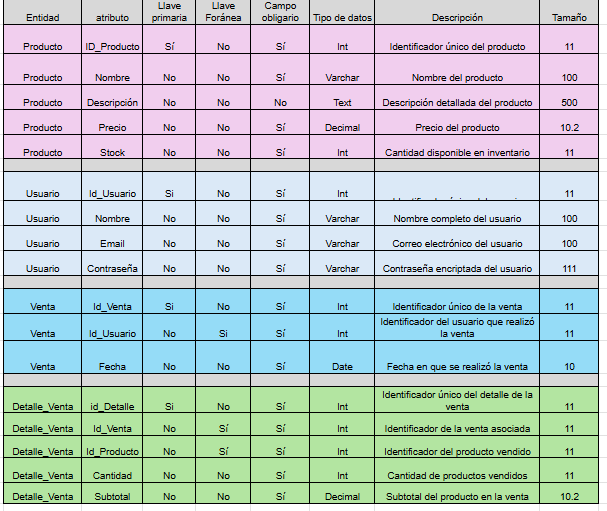 Entidad atributo Llave primaria Llave Foránea Campo obligario Tipo de datos Descripción Tamaño
Producto ID_Producto Sí No Sí Int Identificador único del producto 11
Producto Nombre No No Sí Varchar Nombre del producto 100
Producto Descripción No No No Text Descripción detallada del producto 500
Producto Precio No No Sí Decimal Precio del producto 10.2
Producto Stock No No Sí Int Cantidad disponible en inventario 11
Usuario Id_Usuario Si No Sí Int 11
Usuario Nombre No No Sí Varchar Nombre completo del usuario 100
Usuario Email No No Sí Varchar Correo electrónico del usuario 100
Usuario Contraseña No No Sí Varchar Contraseña encriptada del usuario 111
Venta Id_Venta Si No Sí Int Identificador único de la venta 11
Venta Id_Usuario No Si Sí Int Identificador del usuario que realizó la venta 11
Venta Fecha No No Sí Date Fecha en que se realizó la venta 10
Detalle_Venta id_Detalle Si No Sí Int Identificador único del detalle de la venta 11
Detalle_Venta Id_Venta No Sí Sí Int Identificador de la venta asociada 11
Detalle_Venta Id_Producto No Sí Sí Int Identificador del producto vendido 11
Detalle_Venta Cantidad No No Sí Int Cantidad de productos vendidos 11
Detalle_Venta Subtotal No No Sí Decimal Subtotal del producto en la venta 10.2